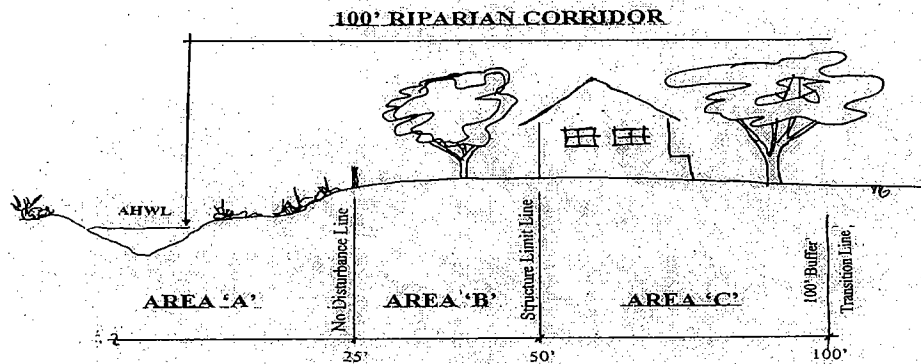 100' RIPARIAN CORRIDOR
AHWL
No Disturbance Line
Structure Limit Line
100' Buffer
Transition Line
AREA 'A'
AREA 'B'
AREA 'C'
25'
50'
100'